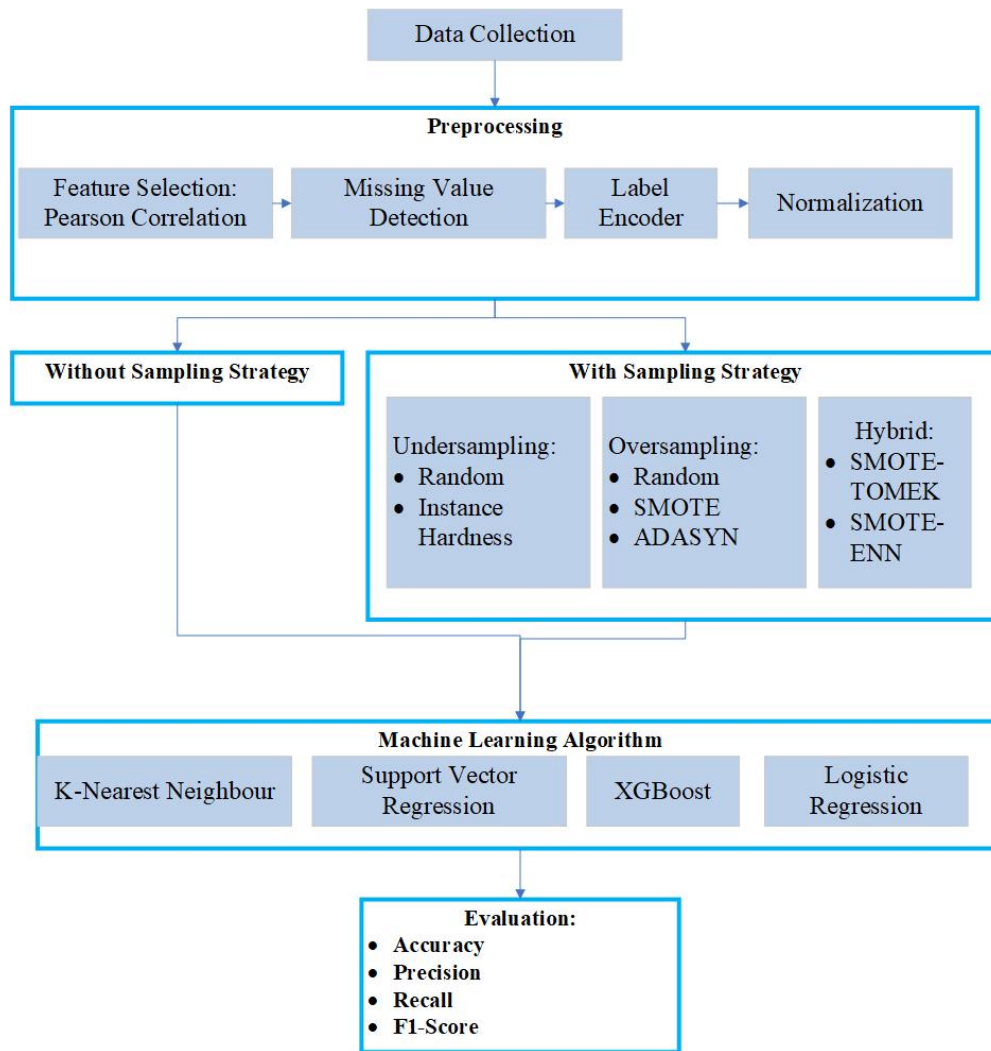 Data Collection
Preprocessing
Feature Selection:
Pearson Correlation
Missing Value
Detection
Label
Encoder
Normalization
Without Sampling Strategy
With Sampling Strategy
Undersampling:
• Random
• Instance
Hardness
Oversampling:
• Random
• SMOTE
• ADASYN
Hybrid:
• SMOTE-
TOMEK
• SMOTE-
ENN
Machine Learning Algorithm
K-Nearest Neighbour
Support Vector
Regression
XGBoost
Logistic
Regression
Evaluation:
• Accuracy
• Precision
• Recall
• F1-Score